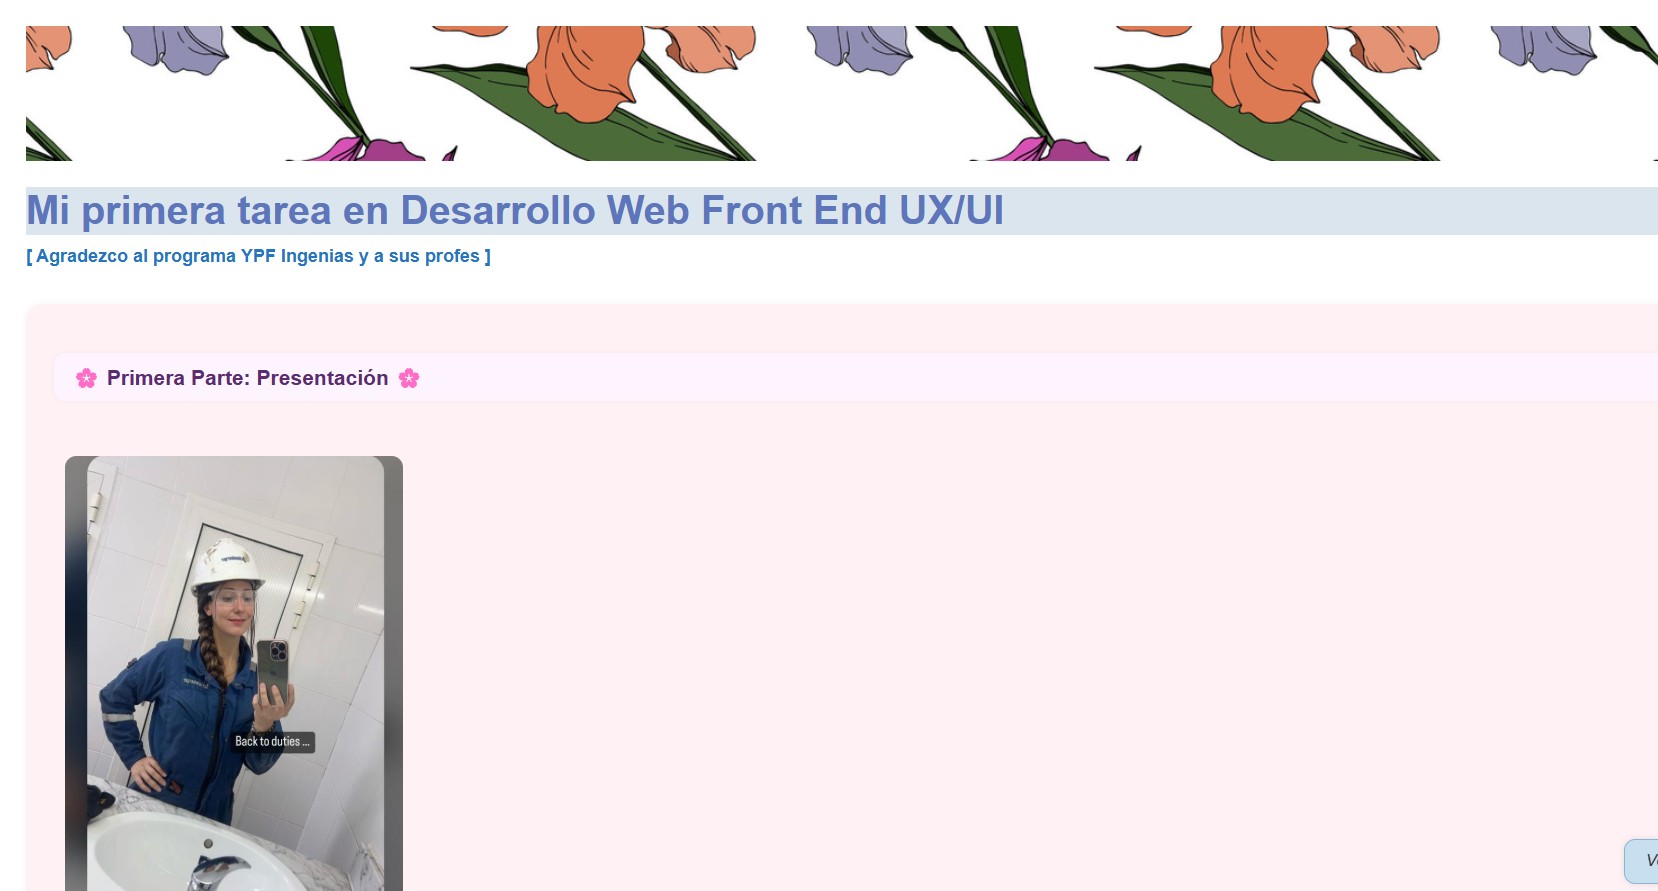 Mi primera tarea en Desarrollo Web Front End UX/UI
[ Agradezco al programa YPF Ingenias y a sus profes ]
Primera Parte: Presentación
Back to duties ...